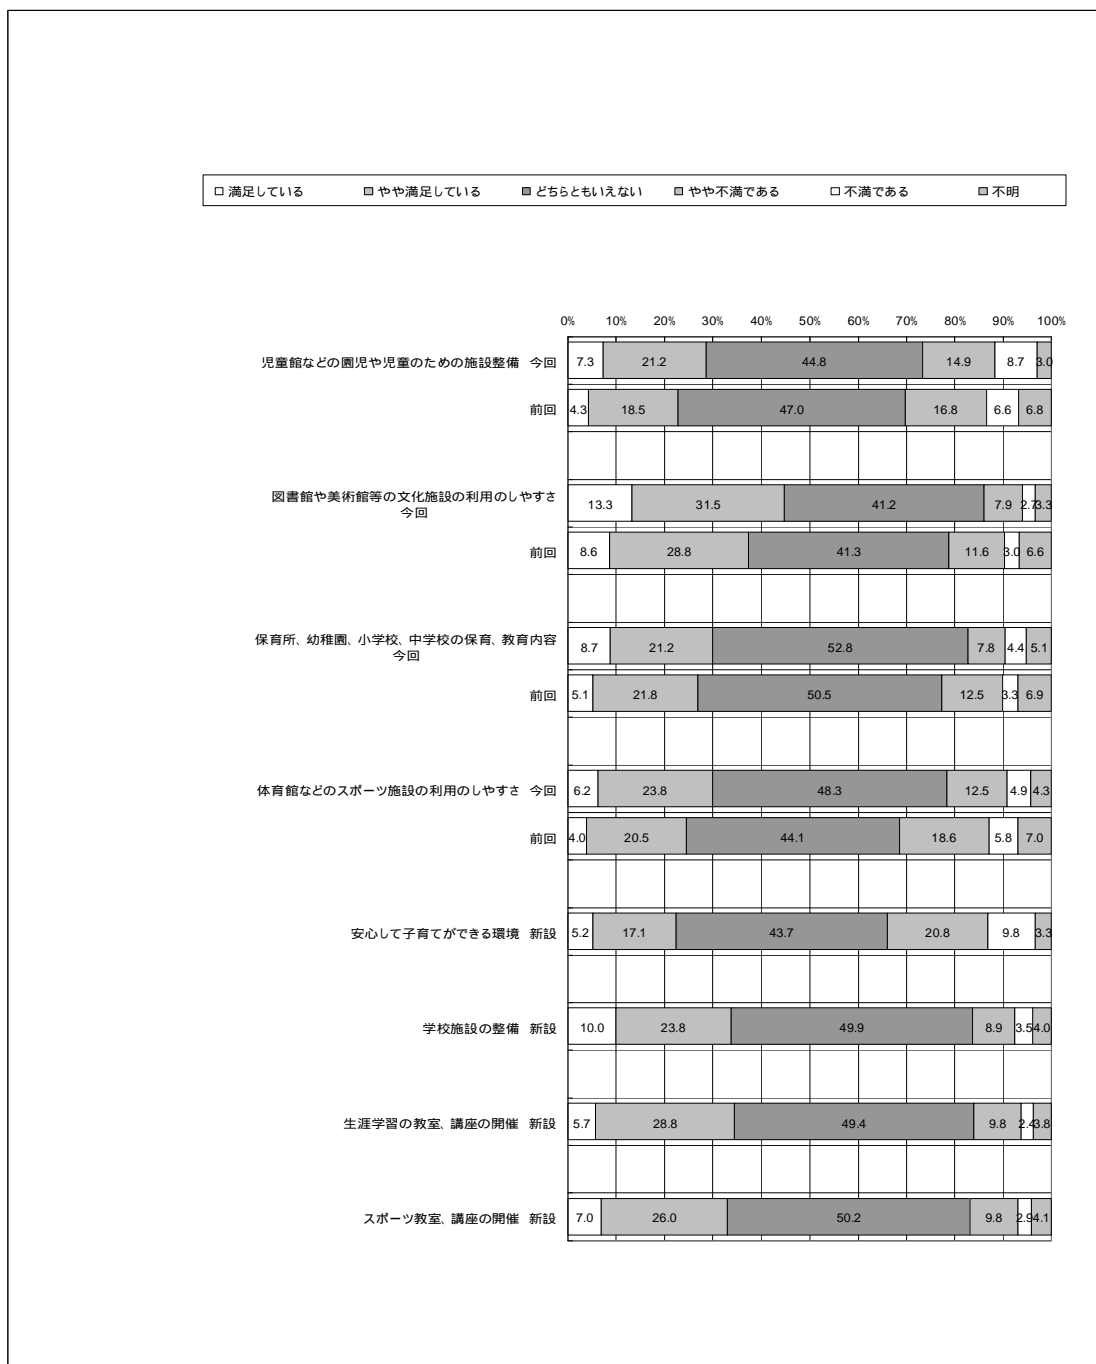 満足している やや満足している どちらともいえない やや不満である 不満である 不明
0% 10% 20% 30% 40% 50% 60% 70% 80% 90% 100%
児童館などの園児や児童のための施設整備 今回 7.3 21.2 44.8 14.9 8.7 3.0
前回 4.3 18.5 47.0 16.8 6.6 6.8
図書館や美術館等の文化施設の利用のしやすさ
今回 13.3 31.5 41.2 7.9 2.7 3.3
前回 8.6 28.8 41.3 11.6 3.0 6.6
保育所、幼稚園、小学校、中学校の保育、教育内容
今回 8.7 21.2 52.8 7.8 4.4 5.1
前回 5.1 21.8 50.5 12.5 3.3 6.9
体育館などのスポーツ施設の利用のしやすさ 今回 6.2 23.8 48.3 12.5 4.9 4.3
前回 4.0 20.5 44.1 18.6 5.8 7.0
安心して子育てができる環境 新設 5.2 17.1 43.7 20.8 9.8 3.3
学校施設の整備 新設 10.0 23.8 49.9 8.9 3.5 4.0
生涯学習の教室、講座の開催 新設 5.7 28.8 49.4 9.8 2.4 3.8
スポーツ教室、講座の開催 新設 7.0 26.0 50.2 9.8 2.9 4.1